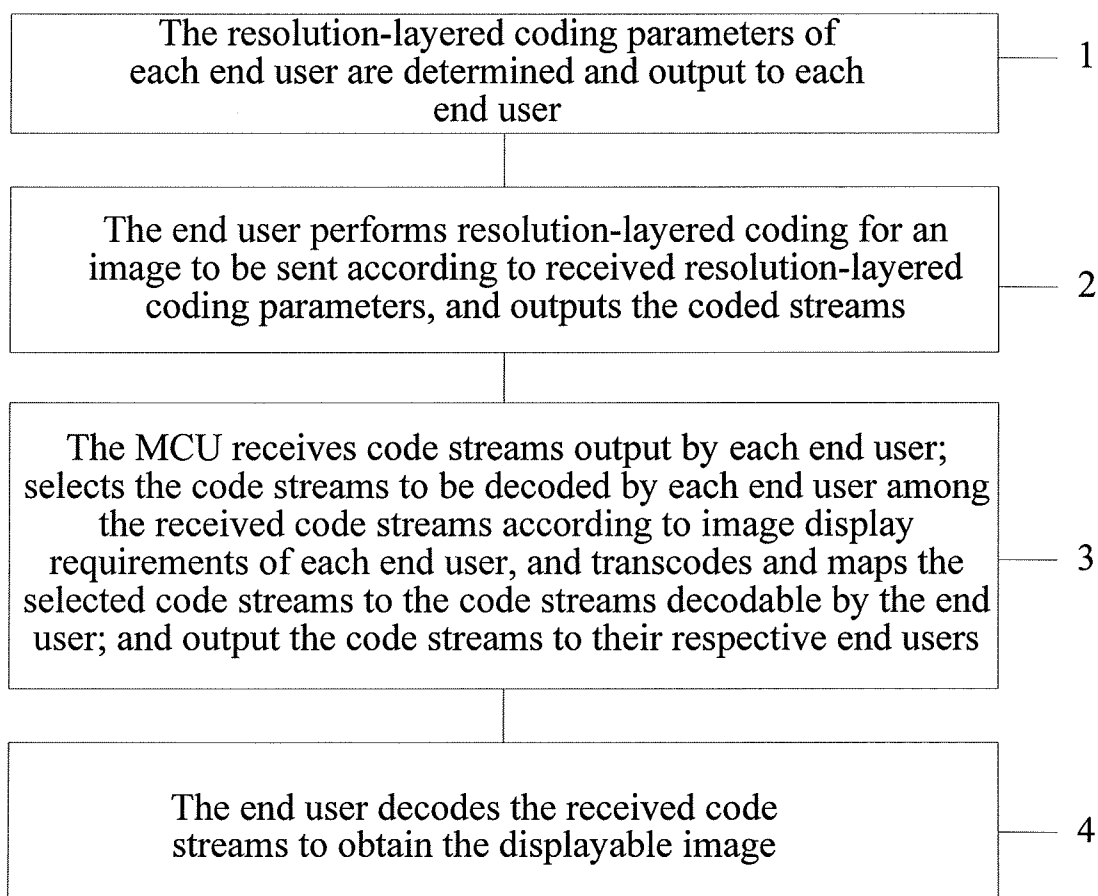 The resolution-layered coding parameters of
each end user are determined and output to each
end user
1
The end user performs resolution-layered coding for an
image to be sent according to received resolution-layered
coding parameters, and outputs the coded streams
2
The MCU receives code streams output by each end user;
selects the code streams to be decoded by each end user among
the received code streams according to image display
requirements of each end user, and transcodes and maps the
selected code streams to the code streams decodable by the end
user; and output the code streams to their respective end users
3
The end user decodes the received code
streams to obtain the displayable image
4